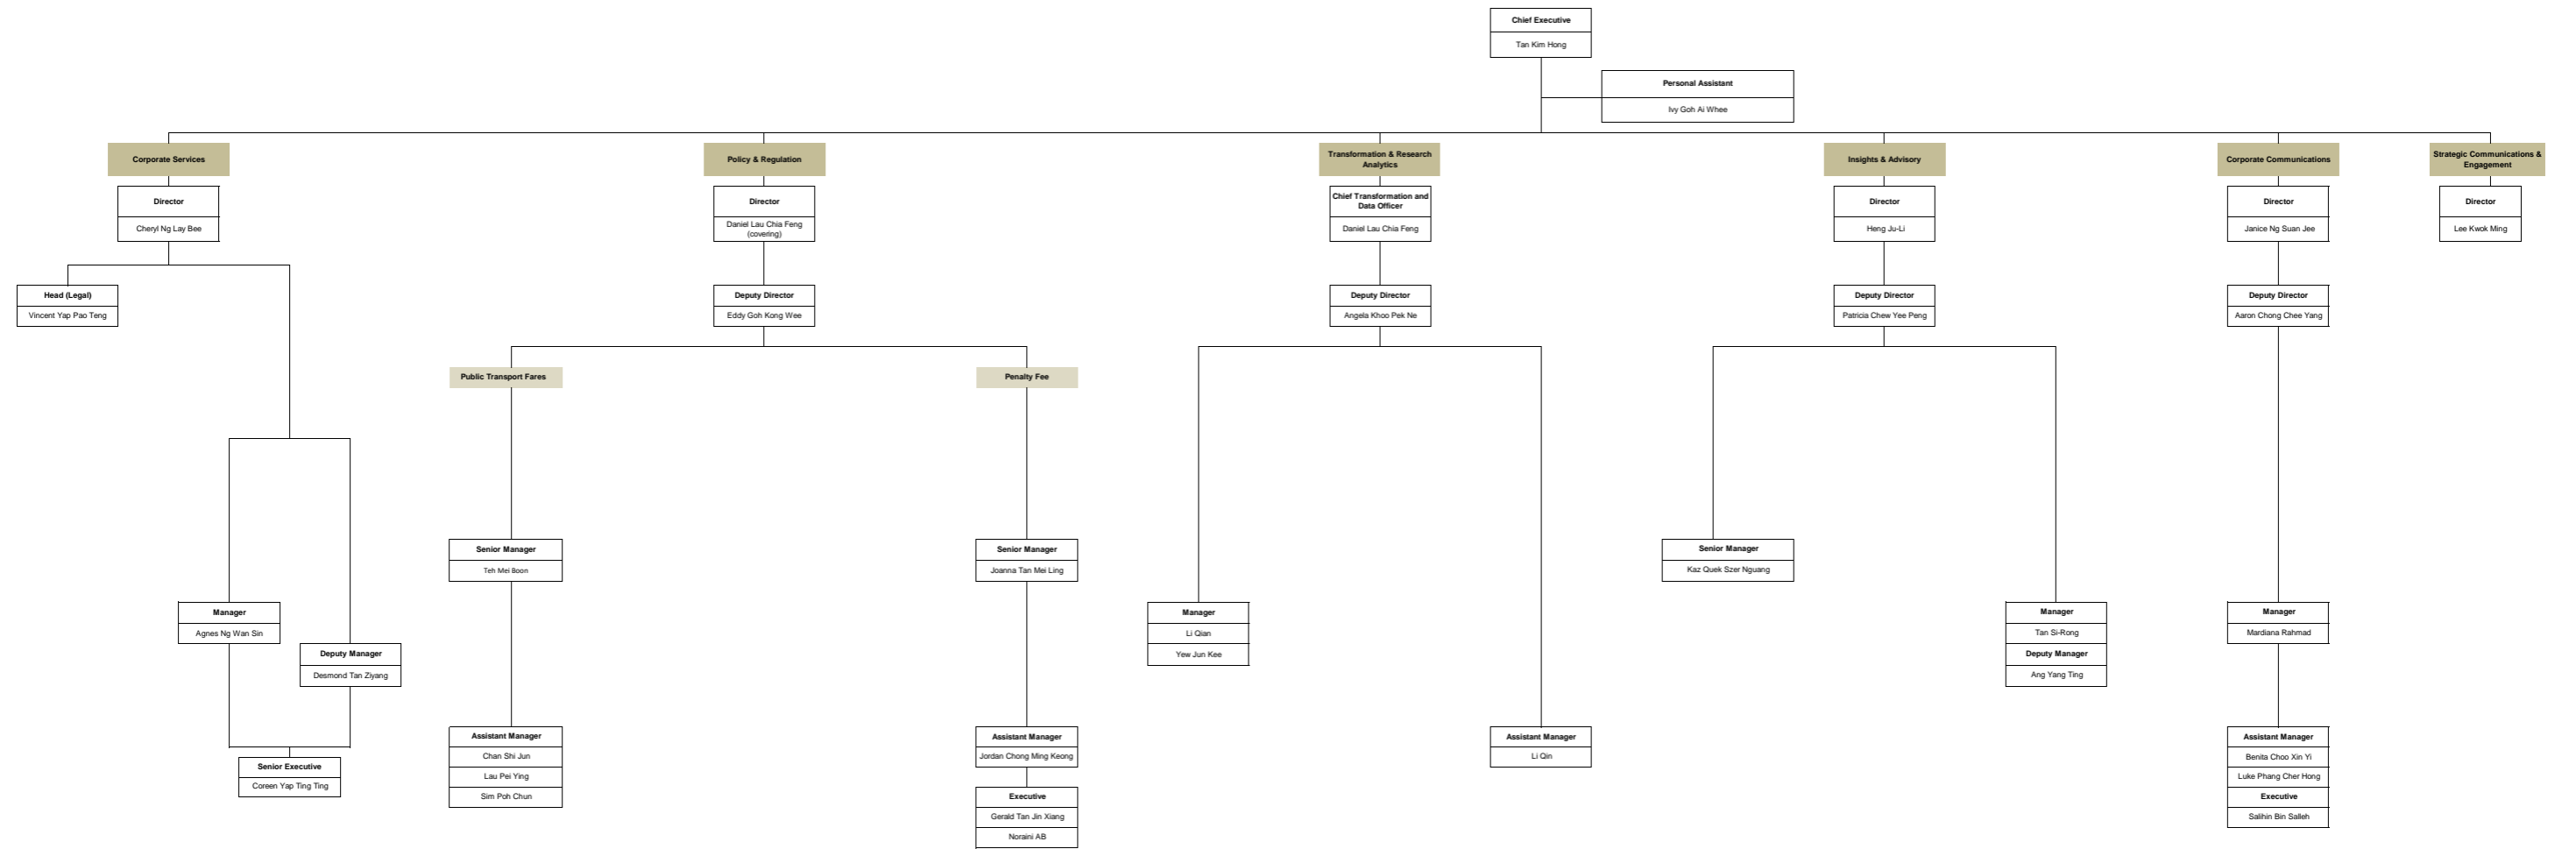 Chief Executive
Tan Kim Hong
Personal Assistant
Ivy Goh Ai Whee
Corporate Services
Director
Cheryl Ng Lay Bee
Head (Legal)
Vincent Yap Pao Teng
Manager
Agnes Ng Wan Sin
Deputy Manager
Desmond Tan Ziyang
Senior Executive
Coreen Yap Ting Ting
Policy & Regulation
Director
Daniel Lau Chia Feng
(covering)
Deputy Director
Eddy Goh Kong Wee
Public Transport Fares
Senior Manager
Teh Mei Boon
Assistant Manager
Chan Shi Jun
Lau Pei Ying
Sim Poh Chun
Penalty Fee
Senior Manager
Joanna Tan Mei Ling
Assistant Manager
Jordan Chong Ming Keong
Executive
Gerald Tan Jin Xiang
Noraini AB
Transformation & Research
Analytics
Chief Transformation and
Data Officer
Daniel Lau Chia Feng
Deputy Director
Angela Khoo Pek Ne
Manager
Li Qian
Yew Jun Kee
Assistant Manager
Li Qin
Insights & Advisory
Director
Heng Ju-Li
Deputy Director
Patricia Chew Yee Peng
Senior Manager
Kaz Quek Szer Nguang
Manager
Tan Si-Rong
Deputy Manager
Ang Yang Ting
Corporate Communications
Director
Janice Ng Suan Jee
Deputy Director
Aaron Chong Chee Yang
Manager
Mardiana Rahmad
Assistant Manager
Benita Choo Xin Yi
Luke Phang Cher Hong
Executive
Salihin Bin Salleh
Strategic Communications &
Engagement
Director
Lee Kwok Ming